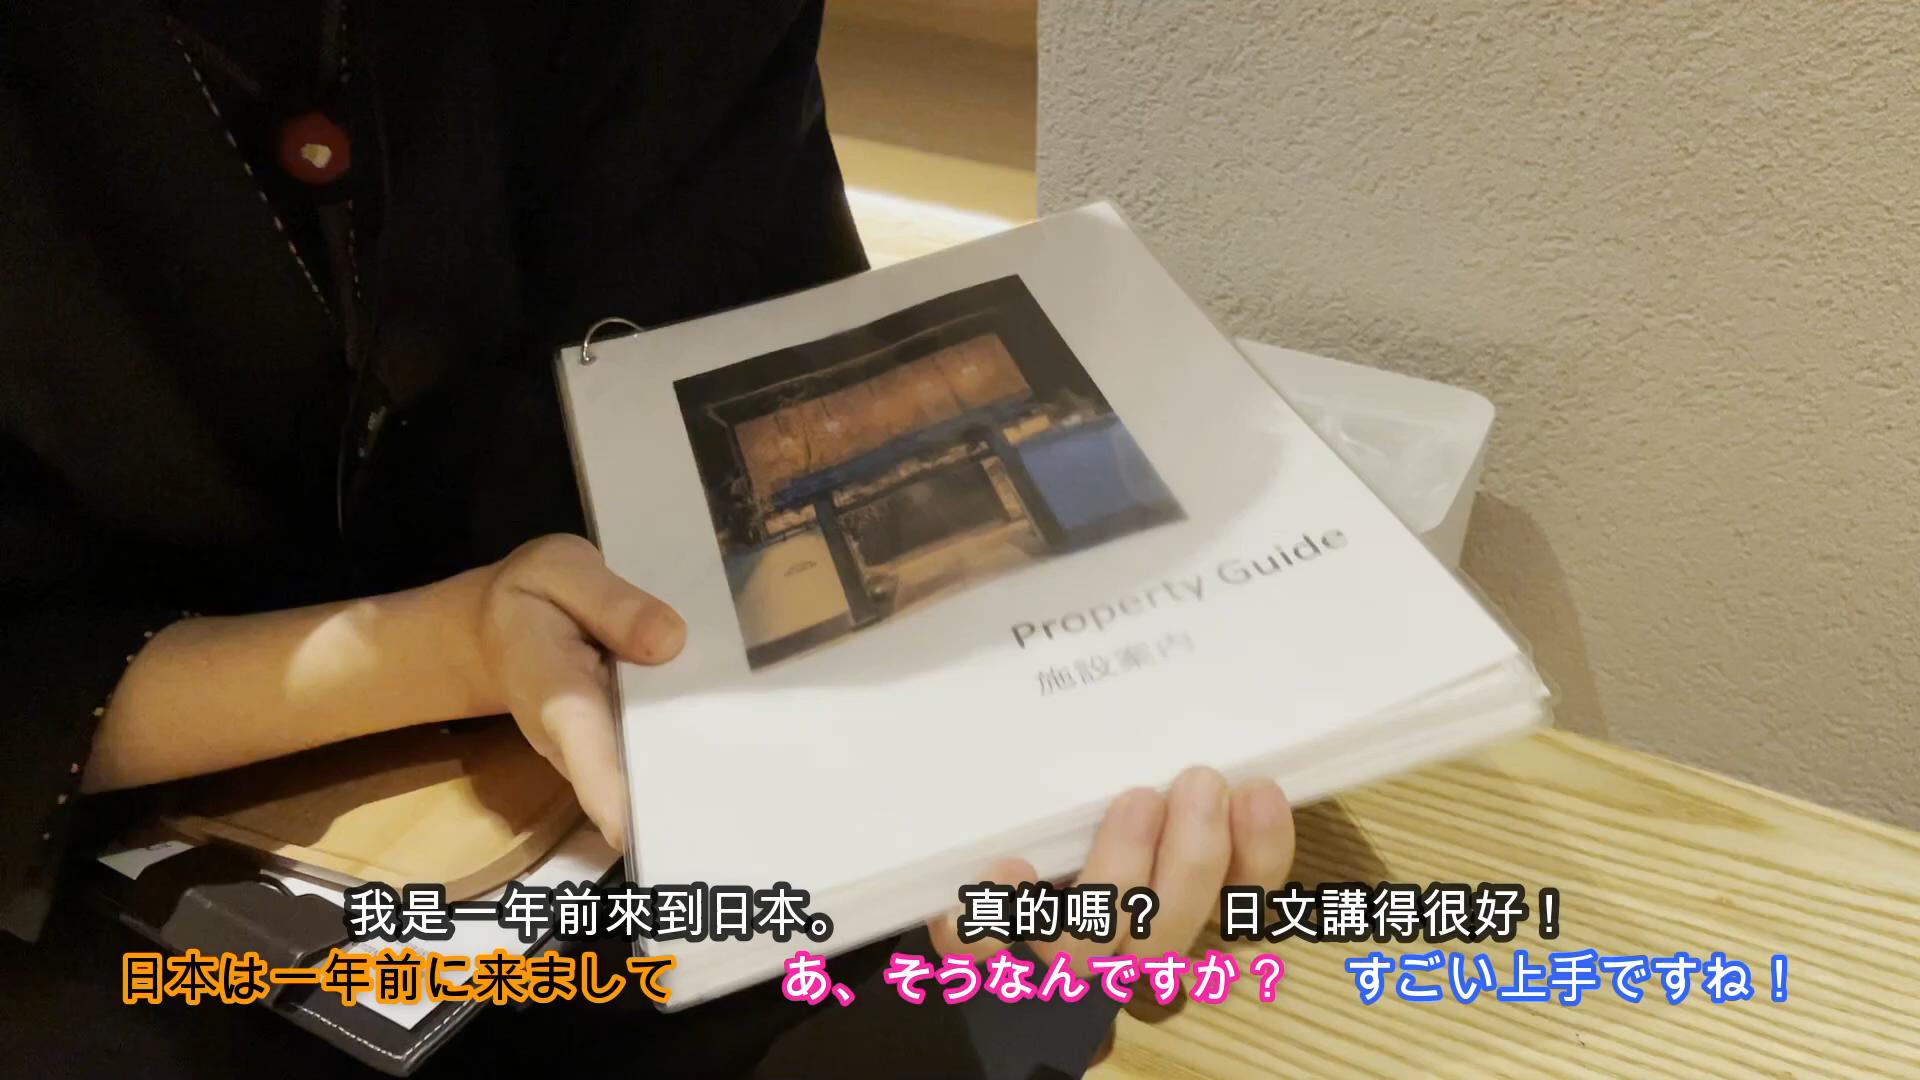 Property Guide
施設案内
我是一年前來到日本。 真的嗎？ 日文講得很好！
日本は一年前に来まして あ、そうなんですか？ すごい上手ですね！